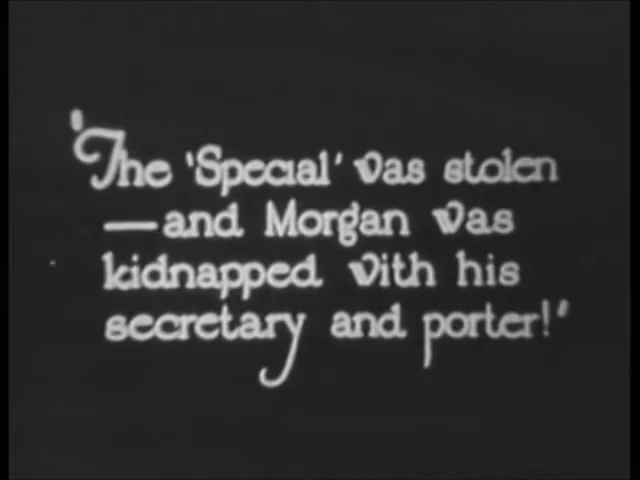 "The 'Special' was stolen
—and Morgan was
kidnapped with his
secretary and porter!"